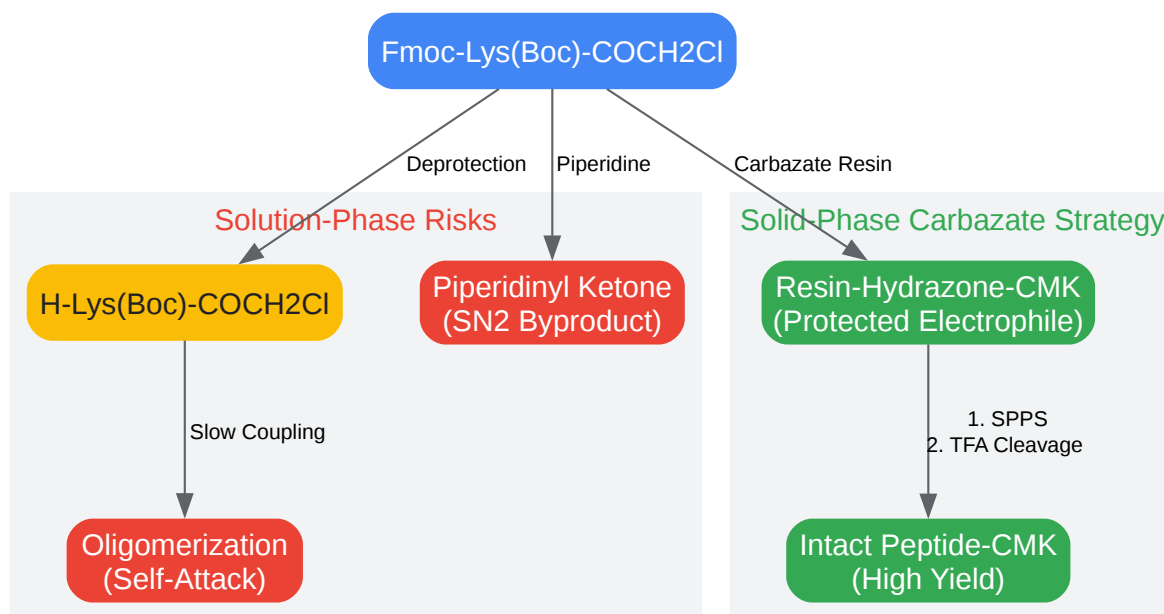 Fmoc-Lys(Boc)-COCH2Cl
Deprotection
Piperidine
Carbazate Resin
Solution-Phase Risks
Solid-Phase Carbazate Strategy
H-Lys(Boc)-COCH2Cl
Piperidinyl Ketone
(SN2 Byproduct)
Resin-Hydrazone-CMK
(Protected Electrophile)
Slow Coupling
1. SPPS
2. TFA Cleavage
Oligomerization
(Self-Attack)
Intact Peptide-CMK
(High Yield)